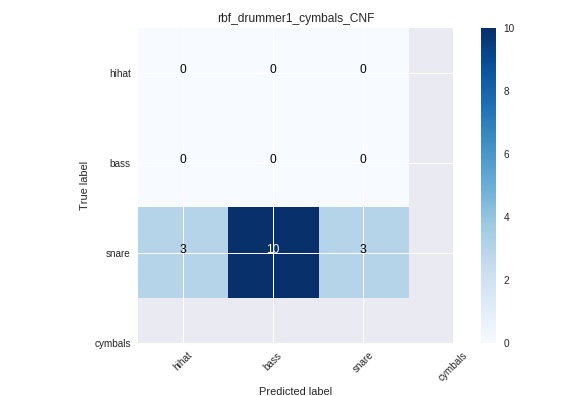 rbf_drummer1_cymbals_CNF
10
hihat
0
0
0
8
6
bass
0
0
0
True label
4
snare
3
10
3
2
cymbals
0
hihat
bass
snare
cymbals
Predicted label